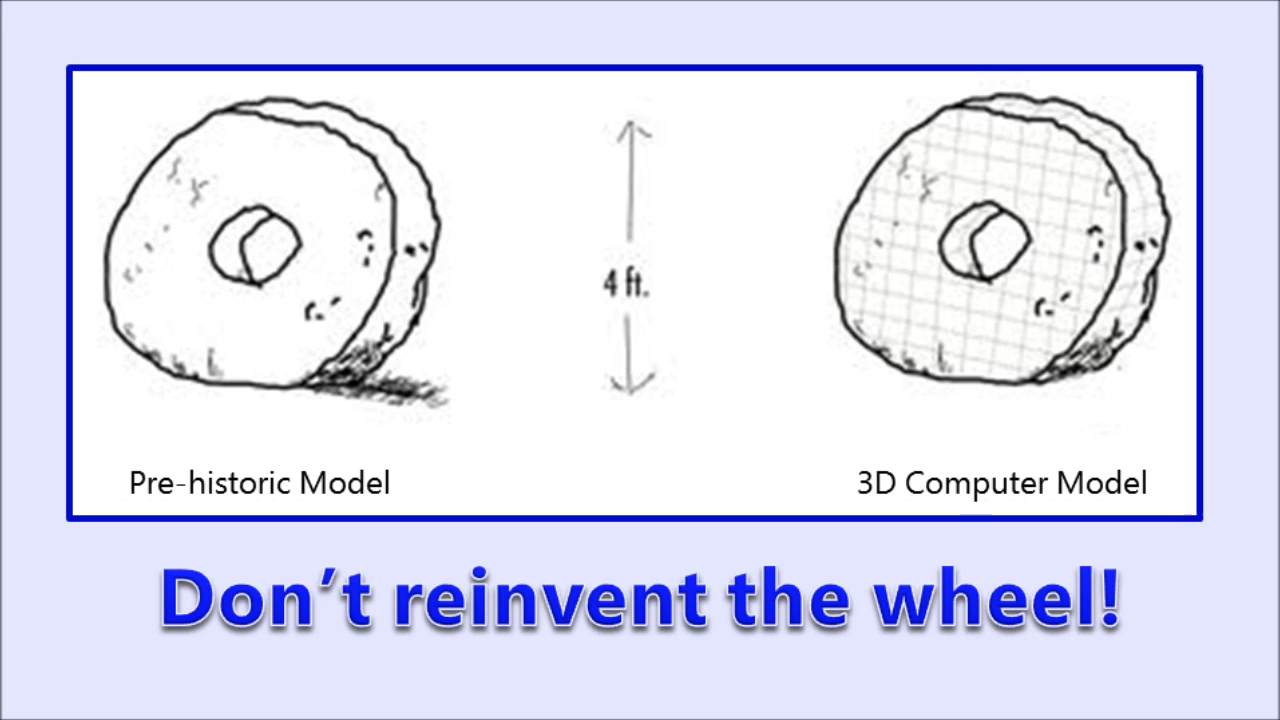 4 ft.
Pre-historic Model
3D Computer Model
Don’t reinvent the wheel!